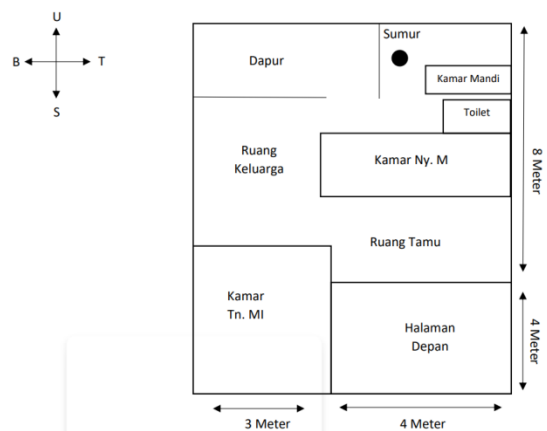 U
B
T
S
Sumur
Dapur
Kamar Mandi
Toilet
Ruang
Keluarga
Kamar Ny. M
8 Meter
Ruang Tamu
Kamar
Tn. MI
Halaman
Depan
4 Meter
3 Meter
4 Meter